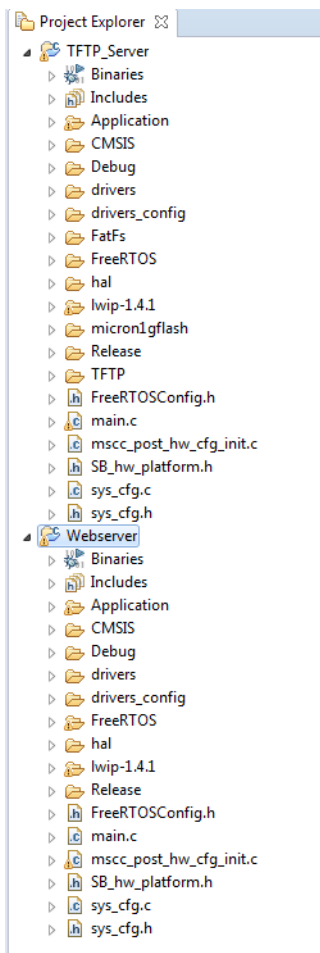 Project Explorer
TFTP_Server
Binaries
Includes
Application
CMSIS
Debug
drivers
drivers_config
FatFs
FreeRTOS
hal
lwip-1.4.1
micron1gflash
Release
TFTP
FreeRTOSConfig.h
main.c
mscc_post_hw_cfg_init.c
SB_hw_platform.h
sys_cfg.c
sys_cfg.h
Webserver
Binaries
Includes
Application
CMSIS
Debug
drivers
drivers_config
FreeRTOS
hal
lwip-1.4.1
Release
FreeRTOSConfig.h
main.c
mscc_post_hw_cfg_init.c
SB_hw_platform.h
sys_cfg.c
sys_cfg.h